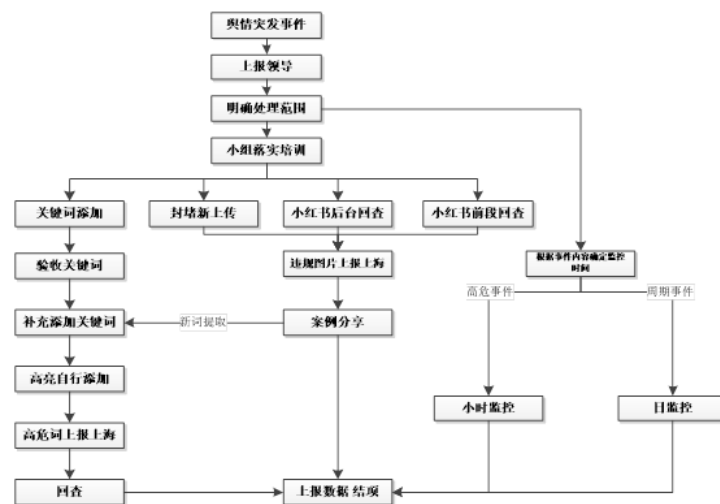 舆情突发事件
上报领导
明确处理范围
小组落实培训
关键词添加
封堵新上传
小红书后台回查
小红书前段回查
验收关键词
违规图片上报上海
根据事件内容确定监控
时间
高危事件
周期事件
补充添加关键词
新词提取
案例分享
高亮自行添加
小时监控
日监控
高危词上报上海
回查
上报数据 结项